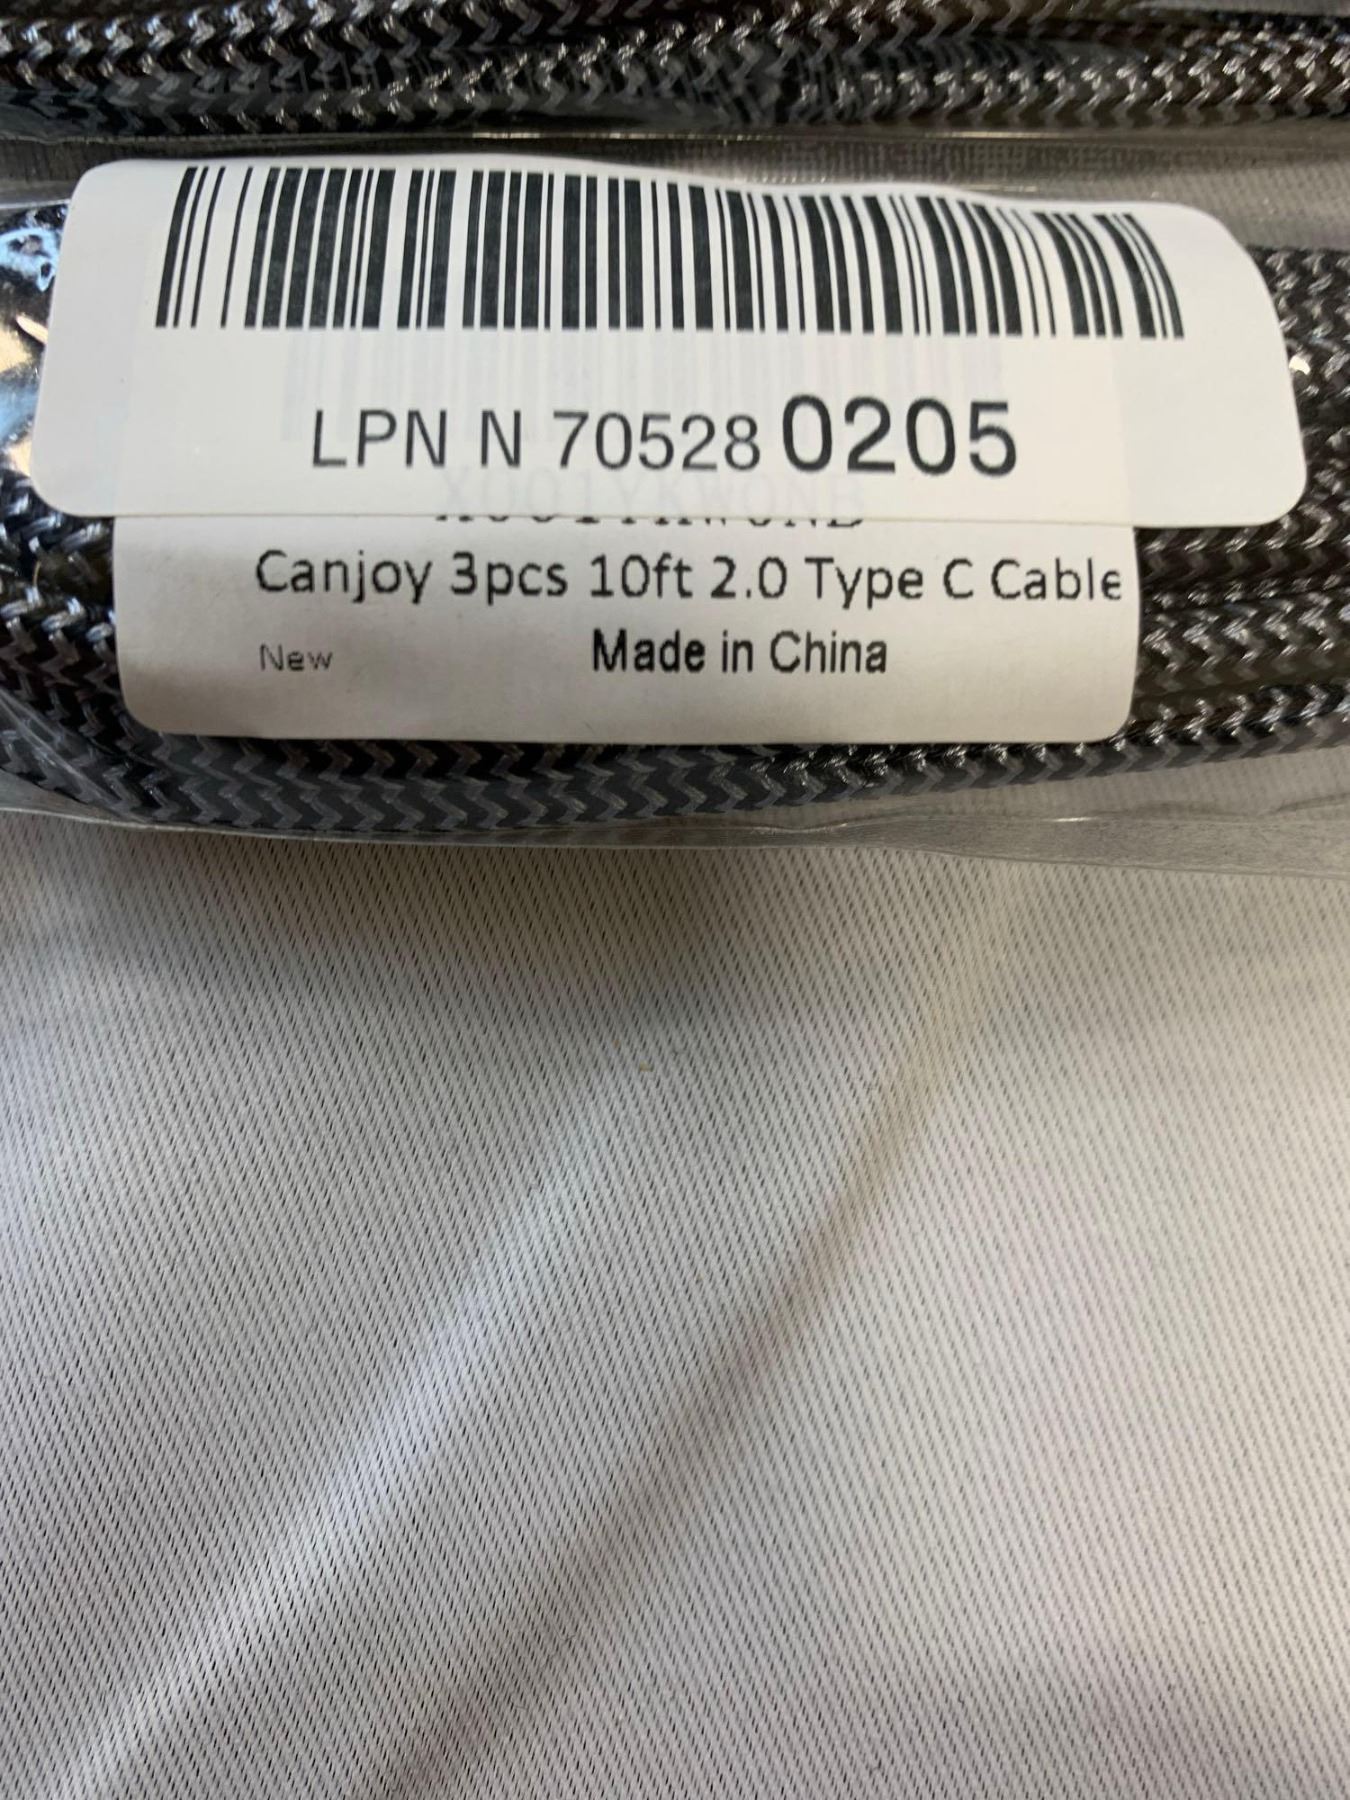 LPN N 70528 0205
Canjoy 3pcs 10ft 2.0 Type C Cable
New
Made in China